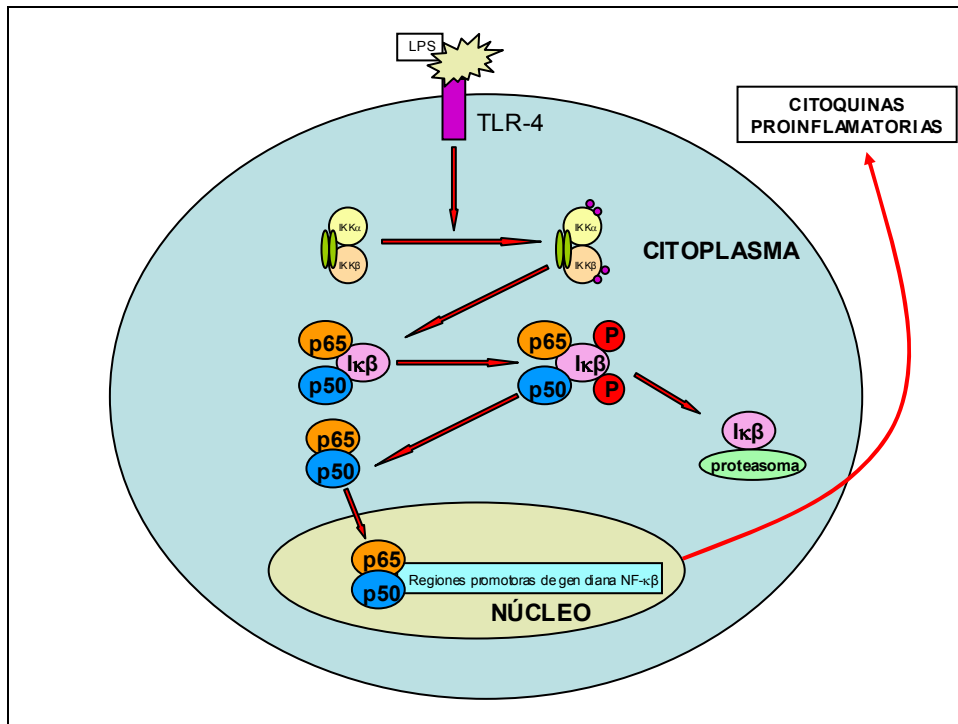 LPS
TLR-4
CITOQUINAS
PROINFLAMATORIAS
IKKα
IKKβ
IKKα
IKKβ
CITOPLASMA
p65
Iκβ
p50
p65
P
Iκβ
p50
P
p65
p50
Iκβ
proteasoma
p65
p50
Regiones promotoras de gen diana NF-κβ
NÚCLEO